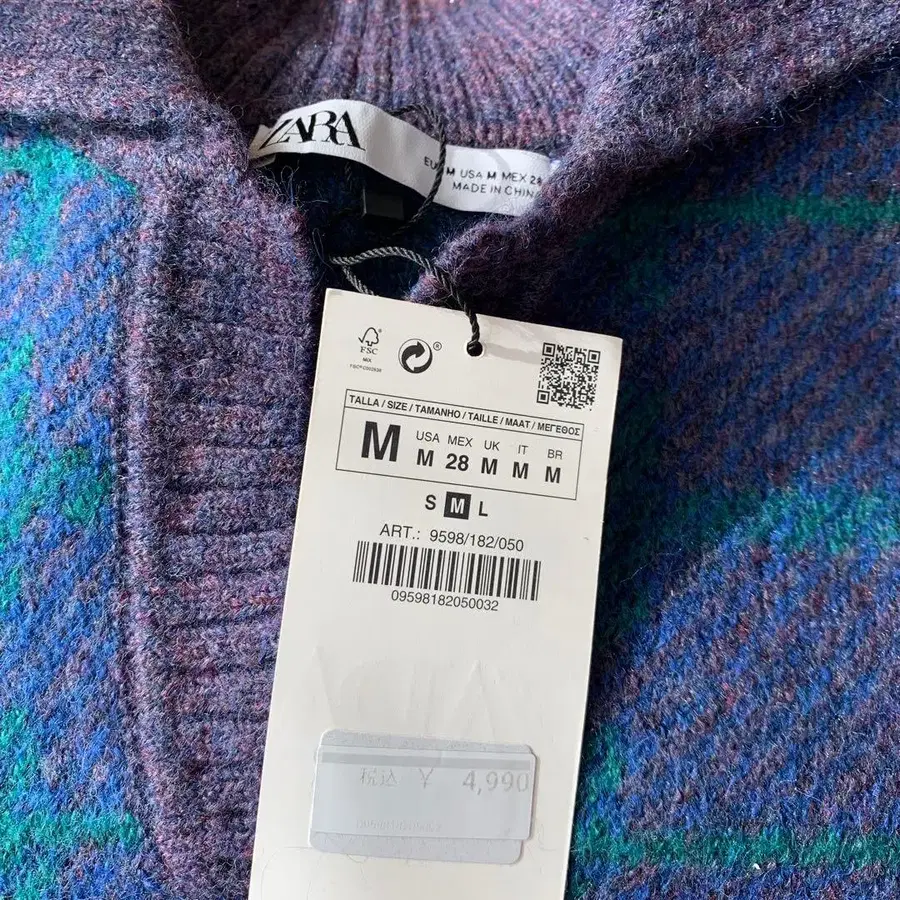 ZARA
M USA M MEX 28
MADE IN CHINA
FSC
MIX
TALLA / SIZE / TAMANHO / TAILLE / MAAT / ΜΕΓΕΘΟΣ
M
USA MEX UK IT BR
M 28 M M M
S M L
ART.: 9598/182/050
09598182050032
税込 ¥ 4,990